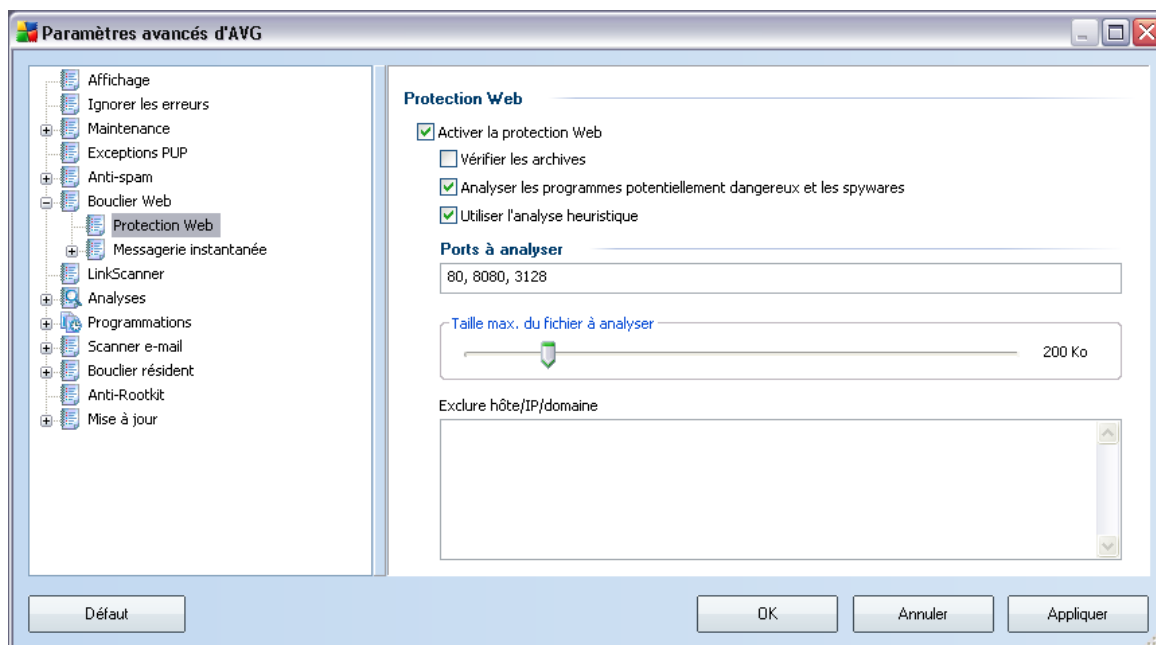 Paramètres avancés d'AVG
Affichage
Ignorer les erreurs
Maintenance
Exceptions PUP
Anti-spam
Bouclier Web
Protection Web
Messagerie instantanée
LinkScanner
Analyses
Programmations
Scanner e-mail
Bouclier résident
Anti-Rootkit
Mise à jour
Protection Web
Activer la protection Web
Vérifier les archives
Analyser les programmes potentiellement dangereux et les spywares
Utiliser l'analyse heuristique
Ports à analyser
80, 8080, 3128
Taille max. du fichier à analyser
200 Ko
Exclure hôte/IP/domaine
Défaut
OK
Annuler
Appliquer